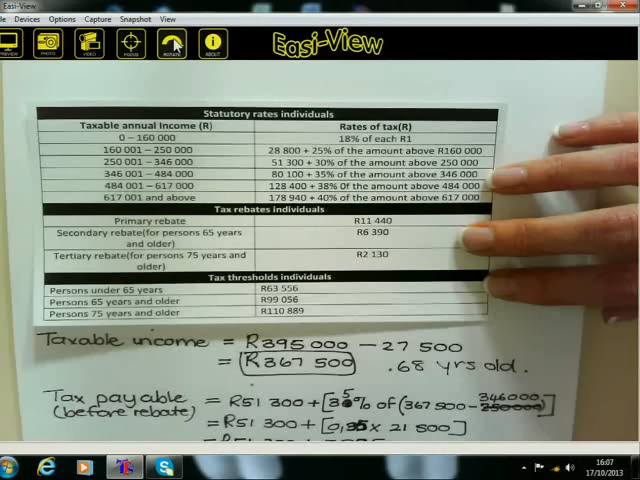 Easi-View
File Devices Options Capture Snapshot View
PREVIEW PHOTO VIDEO FOCUS ROTATE ABOUT
Easi-View
Statutory rates individuals
Taxable annual Income (R) Rates of tax(R)
0 – 160 000 18% of each R1
160 001 – 250 000 28 800 + 25% of the amount above R160 000
250 001 – 346 000 51 300 + 30% of the amount above 250 000
346 001 – 484 000 80 100 + 35% of the amount above 346 000
484 001 – 617 000 128 400 + 38% 0f the amount above 484 000
617 001 and above 178 940 + 40% of the amount above 617 000
Tax rebates individuals
Primary rebate R11 440
Secondary rebate(for persons 65 years and older) R6 390
Tertiary rebate(for persons 75 years and older) R2 130
Tax thresholds individuals
Persons under 65 years R63 556
Persons 65 years and older R99 056
Persons 75 years and older R110 889
Taxable income = R395 000 – 27 500
= R367 500 .68 yrs old.
Tax payable = R51 300 + [35% of (367 500 - 346000 250000)]
(before rebate) = R51 300 + [0,35 x 21 500]
16:07
17/10/2013